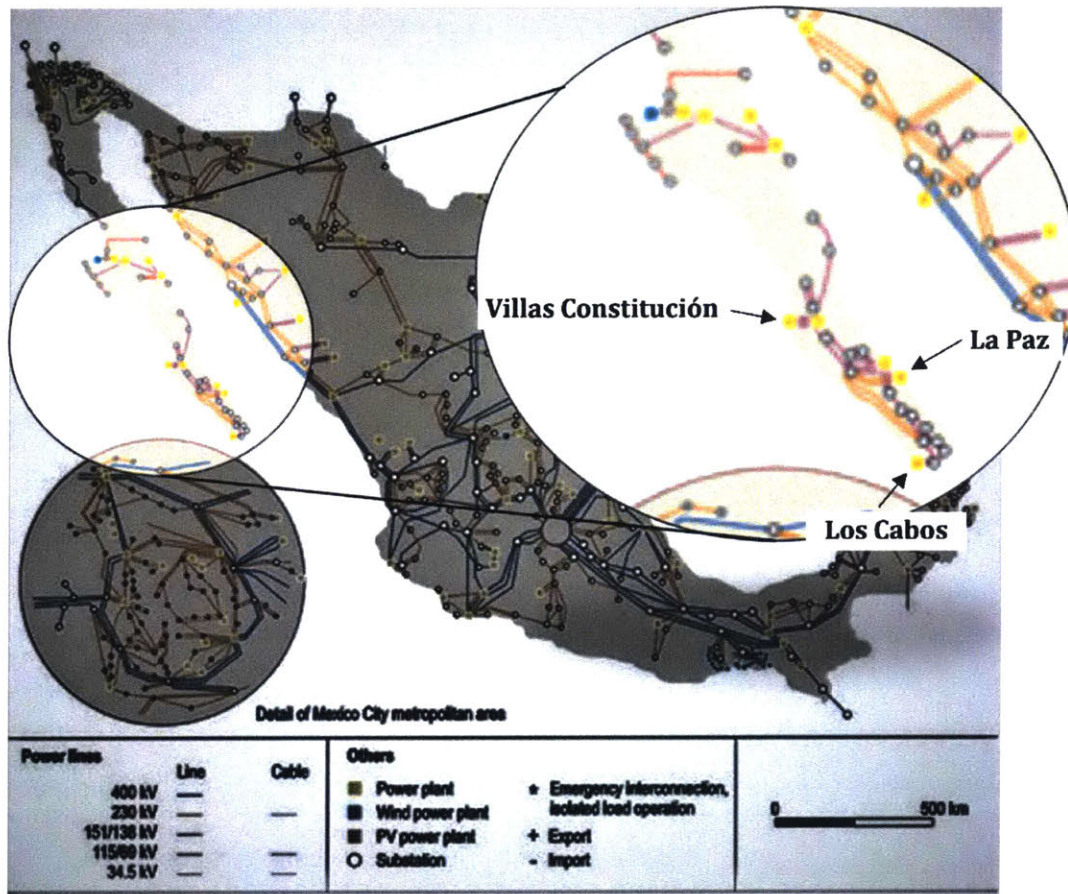 Villas Constitución
La Paz
Los Cabos
Detail of Mexico City metropolitan area
Power lines
Line Cable
400 kV
230 kV
151/138 kV
115/69 kV
34.5 kV
Others
Power plant
Wind power plant
PV power plant
Substation
* Emergency interconnection,
isolated load operation
+ Export
- Import
0 500 km